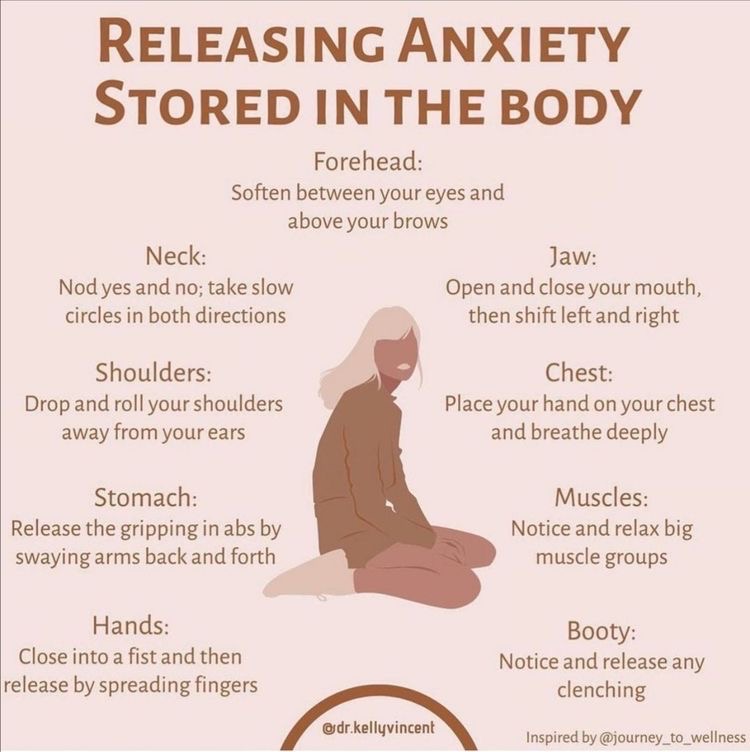 Releasing Anxiety
Stored in the body
Forehead:
Soften between your eyes and
above your brows
Neck:
Nod yes and no; take slow
circles in both directions
Jaw:
Open and close your mouth,
then shift left and right
Shoulders:
Drop and roll your shoulders
away from your ears
Chest:
Place your hand on your chest
and breathe deeply
Stomach:
Release the gripping in abs by
swaying arms back and forth
Muscles:
Notice and relax big
muscle groups
Hands:
Close into a fist and then
release by spreading fingers
Booty:
Notice and release any
clenching
@dr.kellyvincent
Inspired by @journey_to_wellness